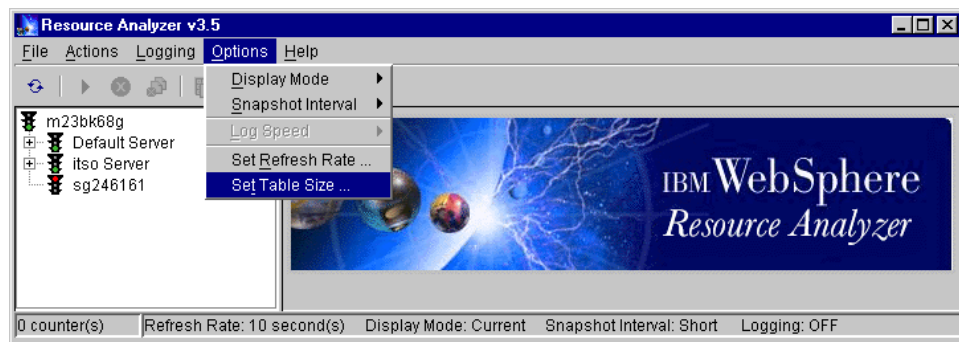 Resource Analyzer v3.5
File Actions Logging Options Help
Display Mode
Snapshot Interval
Log Speed
Set Refresh Rate ...
Set Table Size ...
m23bk68g
Default Server
itso Server
sg246161
IBM WebSphere
Resource Analyzer
0 counter(s) Refresh Rate: 10 second(s) Display Mode: Current Snapshot Interval: Short Logging: OFF